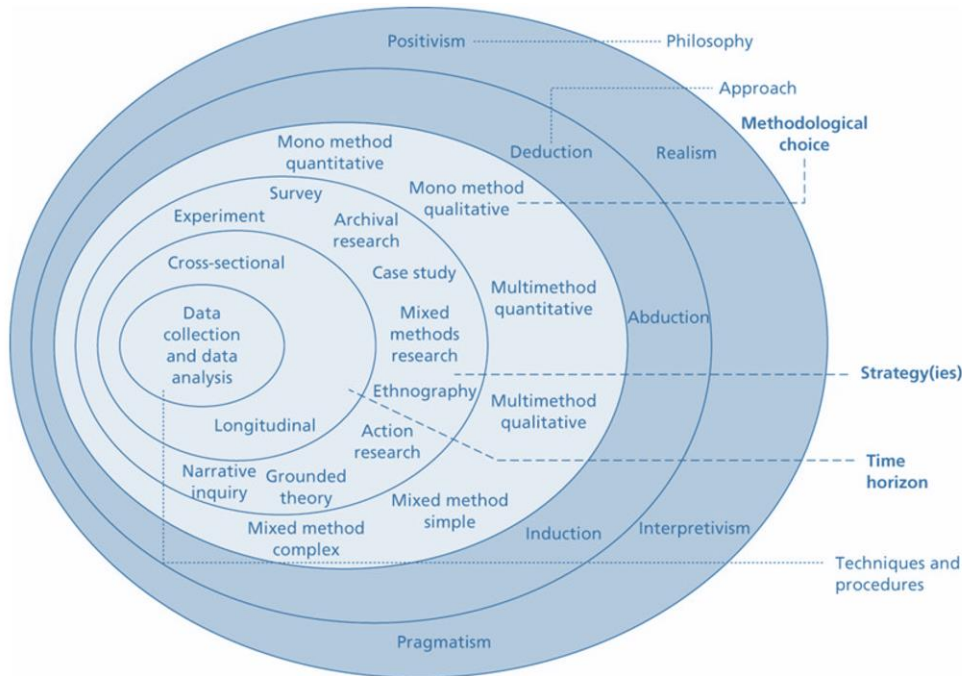 Positivism
Philosophy
Approach
Methodological
choice
Mono method
quantitative
Deduction
Realism
Mono method
qualitative
Survey
Experiment
Archival
research
Cross-sectional
Case study
Multimethod
quantitative
Data
collection
and data
analysis
Mixed
methods
research
Abduction
Strategy(ies)
Ethnography
Multimethod
qualitative
Longitudinal
Action
research
Time
horizon
Narrative
inquiry
Grounded
theory
Mixed method
simple
Mixed method
complex
Induction
Interpretivism
Techniques and
procedures
Pragmatism